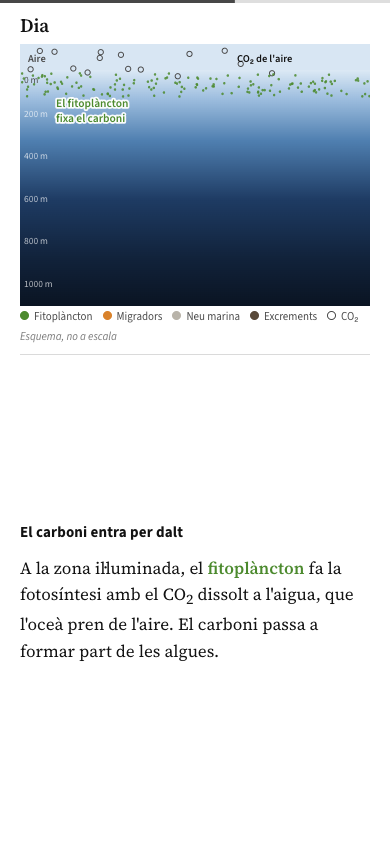 Dia
Aire
CO₂ de l'aire
0 m
El fitoplàncton
fixa el carboni
200 m
400 m
600 m
800 m
1000 m
Fitoplàncton Migradors Neu marina Excrements CO₂
Esquema, no a escala
El carboni entra per dalt
A la zona il·luminada, el fitoplàncton fa la
fotosíntesi amb el CO₂ dissolt a l'aigua, que
l'oceà pren de l'aire. El carboni passa a
formar part de les algues.